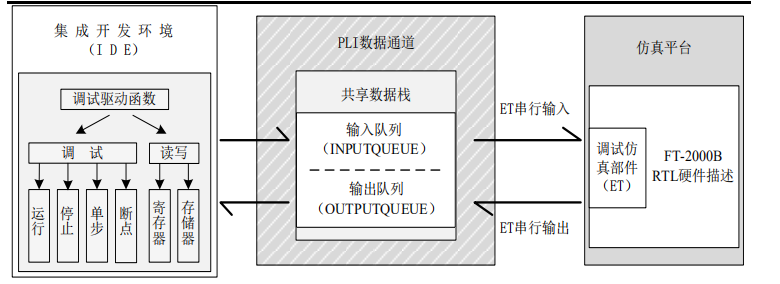 集成开发环境
（IDE）
调试驱动函数
调 试
读写
运行
停止
单步
断点
寄存器
存储器
PLI数据通道
共享数据栈
输入队列
（INPUTQUEUE）
输出队列
（OUTPUTQUEUE）
ET串行输入
ET串行输出
仿真平台
调试仿
真部件
（ET）
FT-2000B
RTL硬件描述